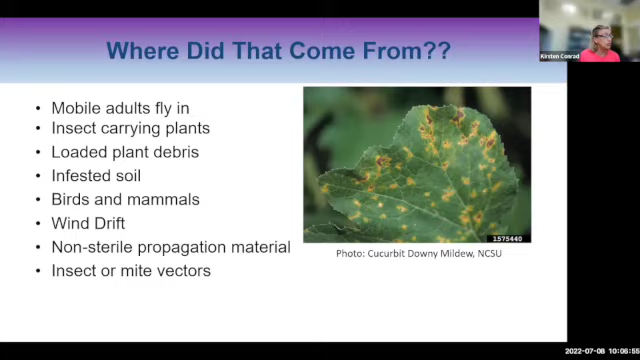 Where Did That Come From??
Kirsten Conrad
• Mobile adults fly in
• Insect carrying plants
• Loaded plant debris
• Infested soil
• Birds and mammals
• Wind Drift
• Non-sterile propagation material
• Insect or mite vectors
1575440
Photo: Cucurbit Downy Mildew, NCSU
2022-07-08 10:06:55